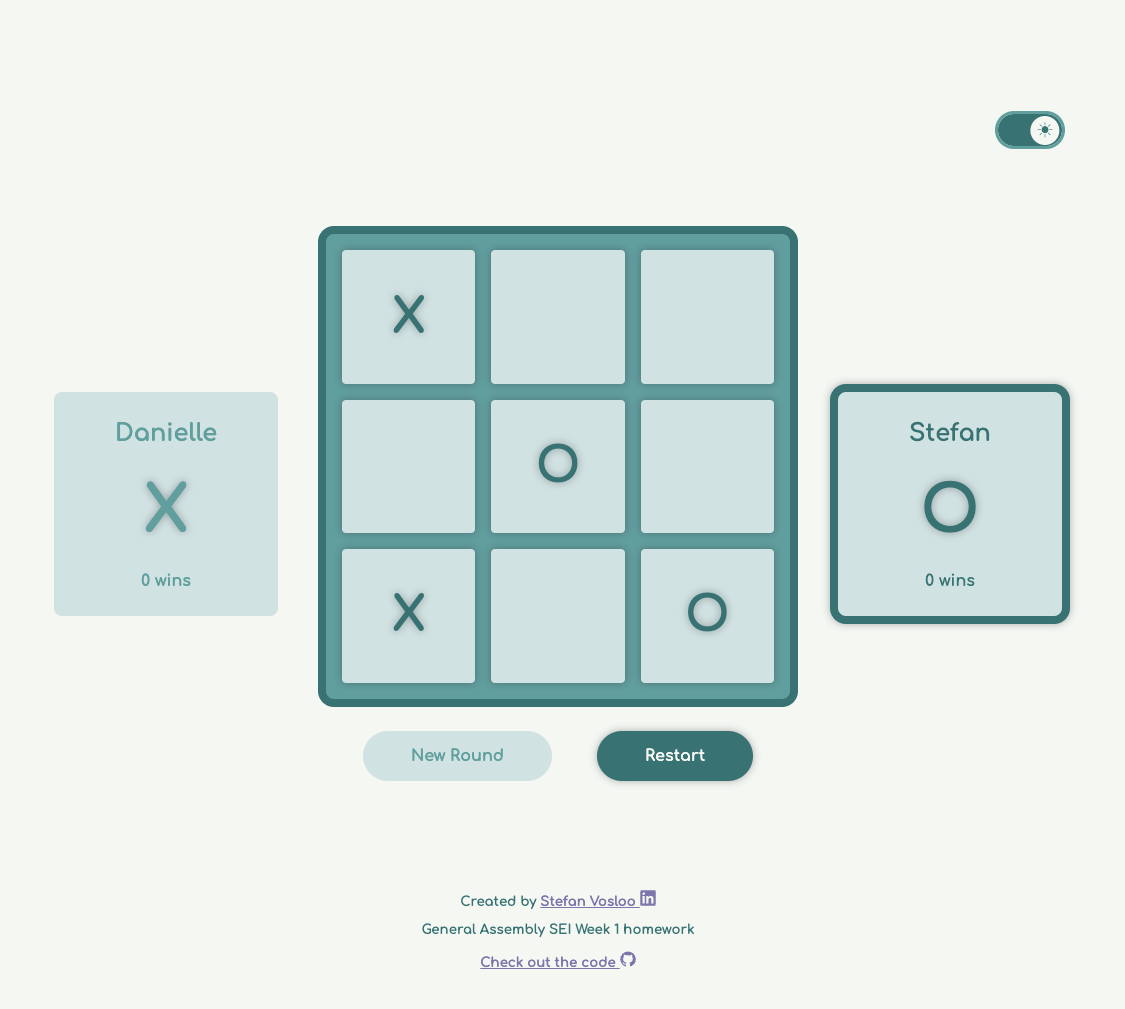 X
Danielle
X
0 wins
O
Stefan
O
0 wins
X
O
New Round
Restart
Created by Stefan Vosloo in
General Assembly SEI Week 1 homework
Check out the code